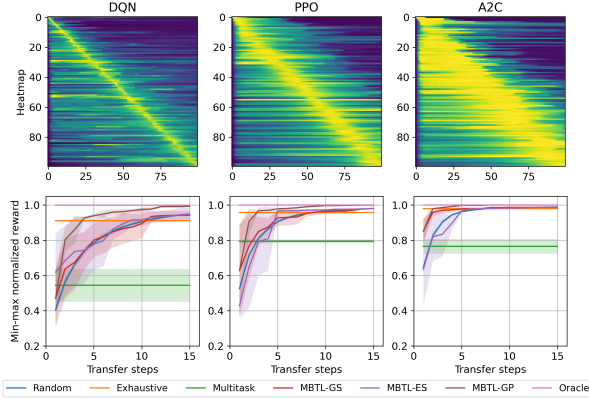 DQN PPO A2C
Heatmap
0 0 0
20 20 20
40 40 40
60 60 60
80 80 80
0 25 50 75 0 25 50 75 0 25 50 75
Min-max normalized reward
1.0 1.0 1.0
0.8 0.8 0.8
0.6 0.6 0.6
0.4 0.4 0.4
0.2 0.2 0.2
0 5 10 15 0 5 10 15 0 5 10 15
Transfer steps Transfer steps Transfer steps
Random Exhaustive Multitask MBTL-GS MBTL-ES MBTL-GP Oracle